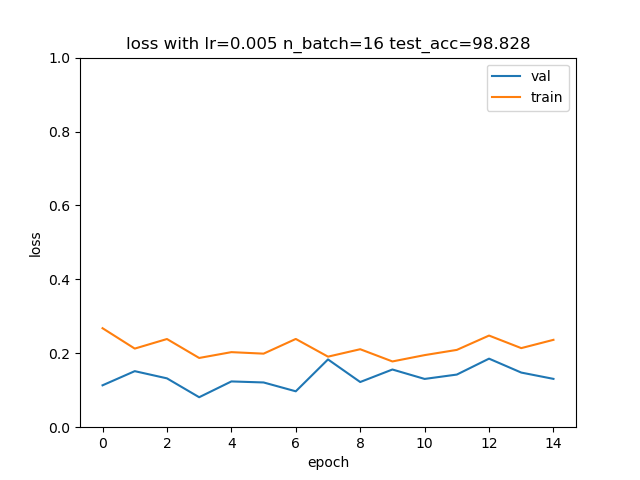 loss with lr=0.005 n_batch=16 test_acc=98.828
1.0
0.8
0.6
0.4
0.2
0.0
loss
val
train
0 2 4 6 8 10 12 14
epoch